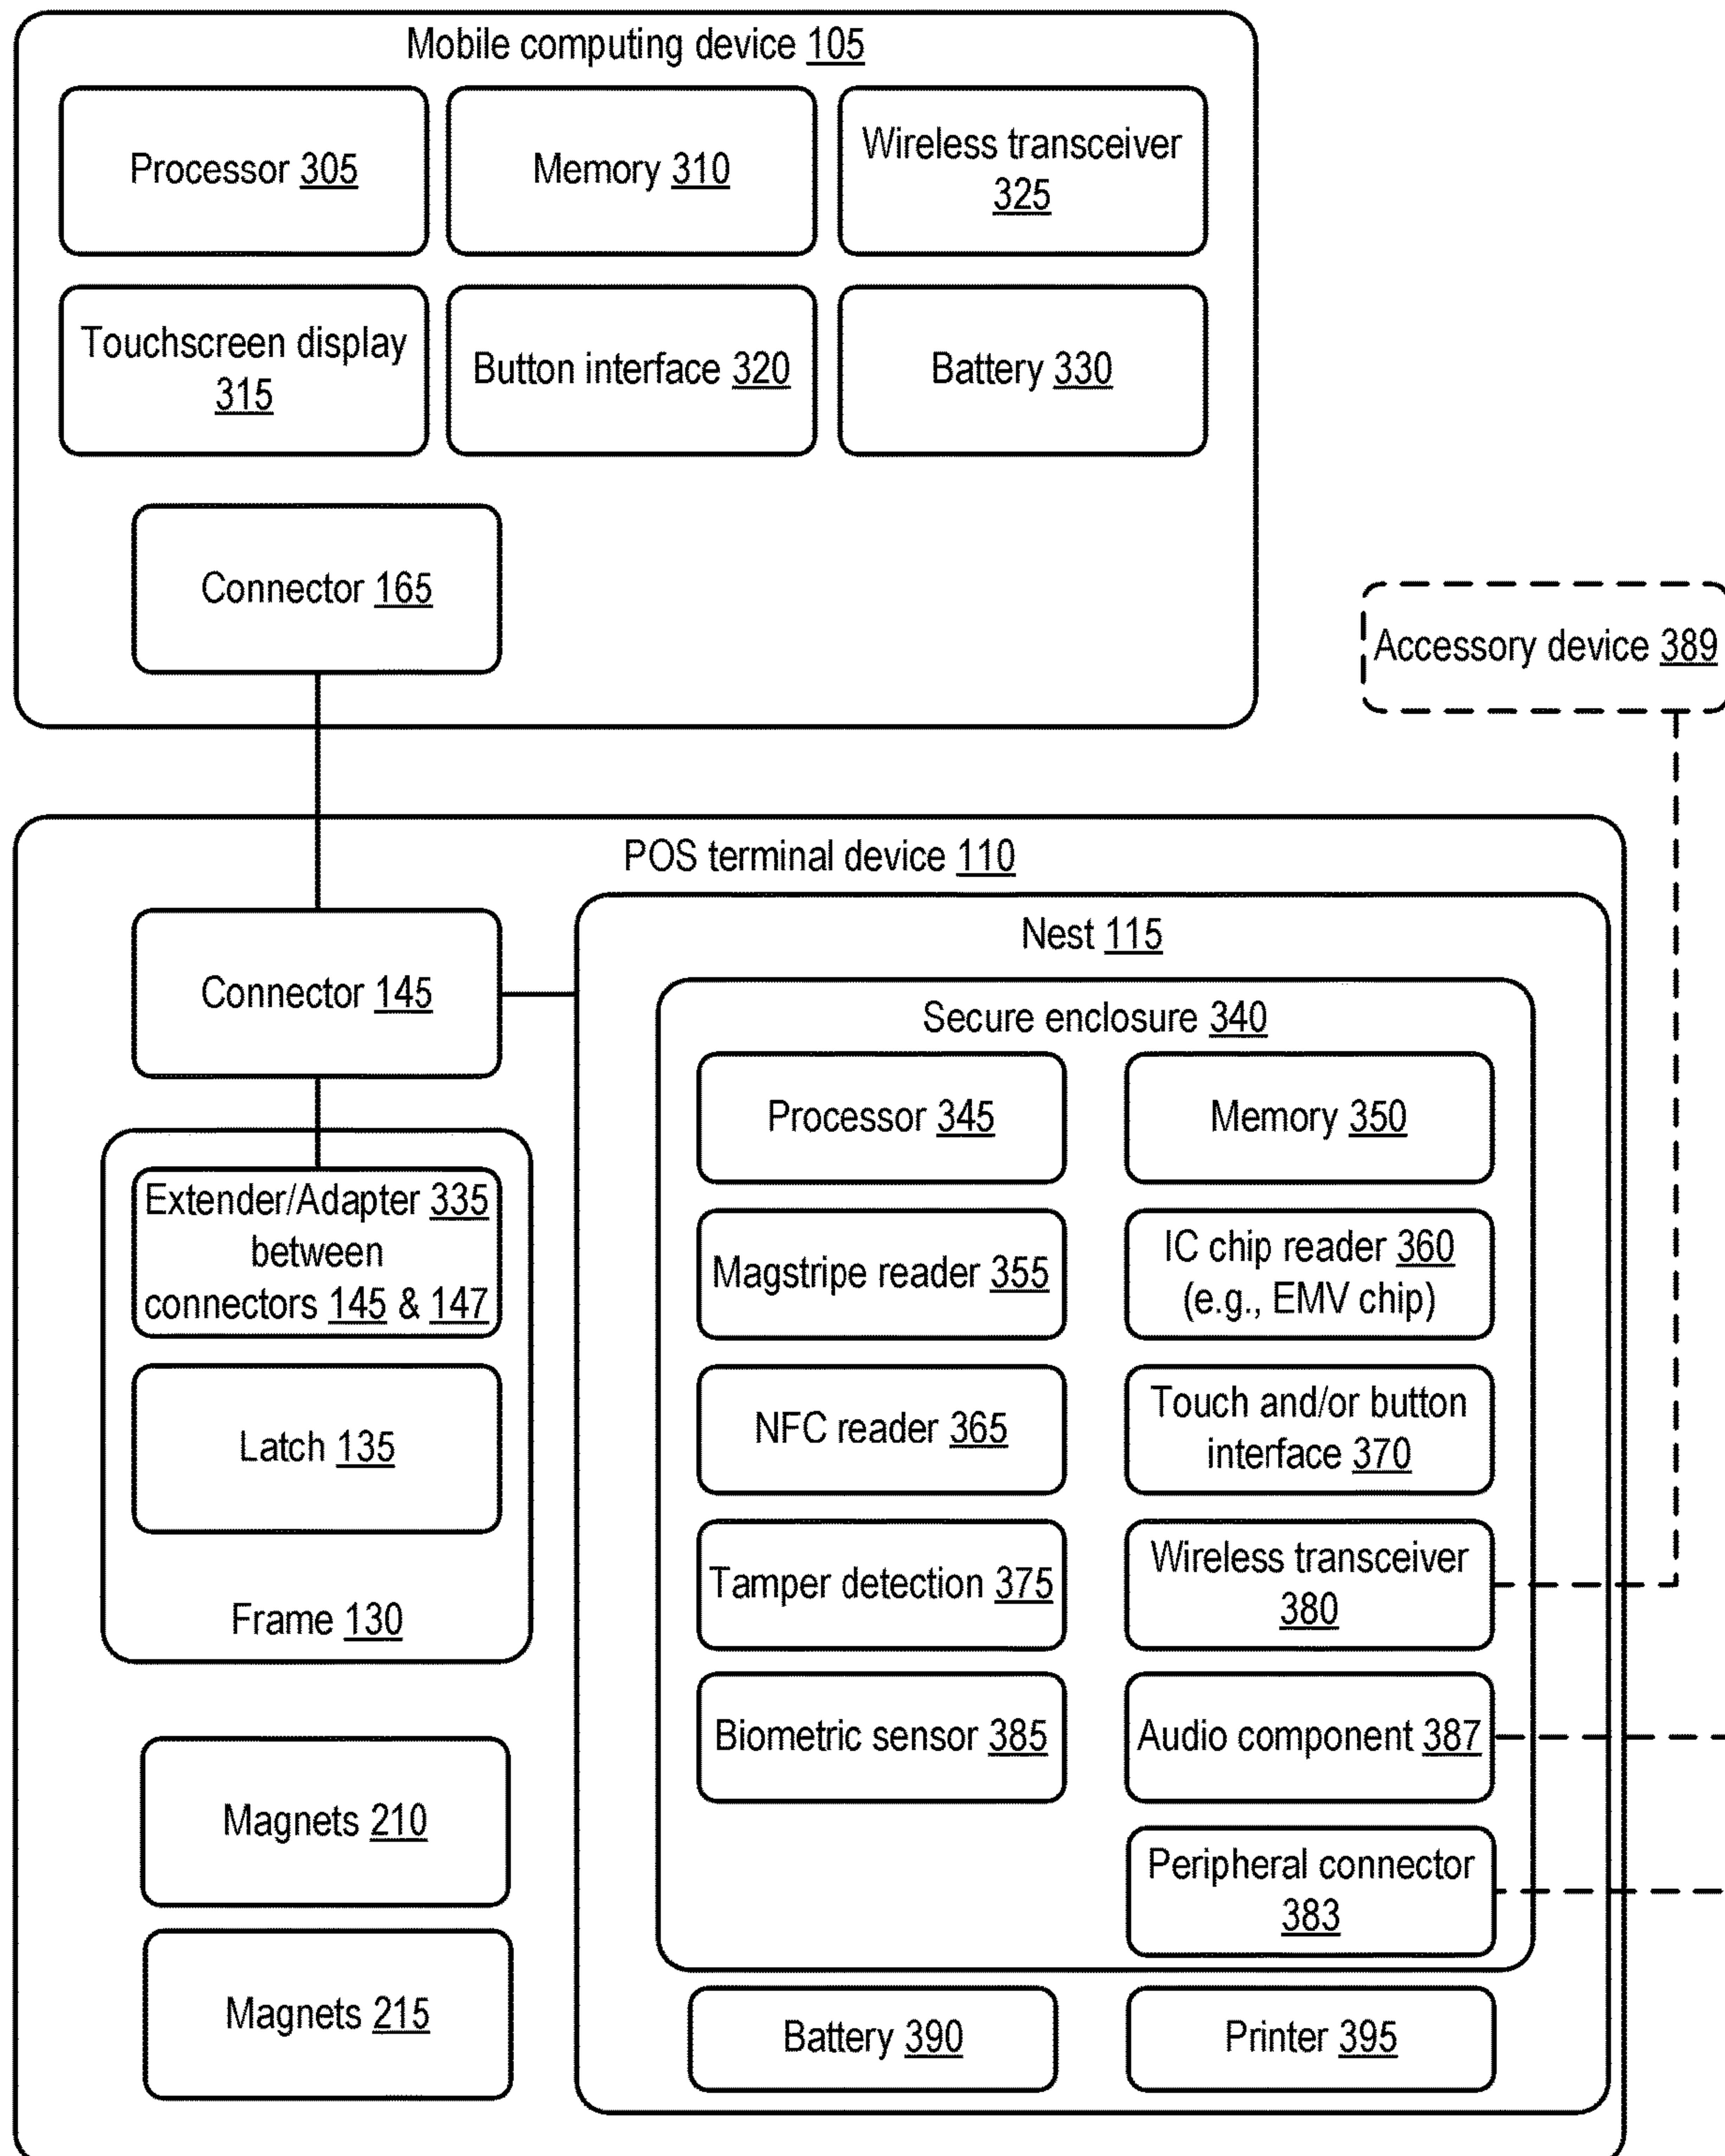 Mobile computing device 105
Processor 305
Memory 310
Wireless transceiver
325
Touchscreen display
315
Button interface 320
Battery 330
Connector 165
Accessory device 389
POS terminal device 110
Connector 145
Nest 115
Secure enclosure 340
Processor 345
Memory 350
Extender/Adapter 335
between
connectors 145 & 147
Magstripe reader 355
IC chip reader 360
(e.g., EMV chip)
Latch 135
NFC reader 365
Touch and/or button
interface 370
Frame 130
Tamper detection 375
Wireless transceiver
380
Biometric sensor 385
Audio component 387
Magnets 210
Peripheral connector
383
Magnets 215
Battery 390
Printer 395